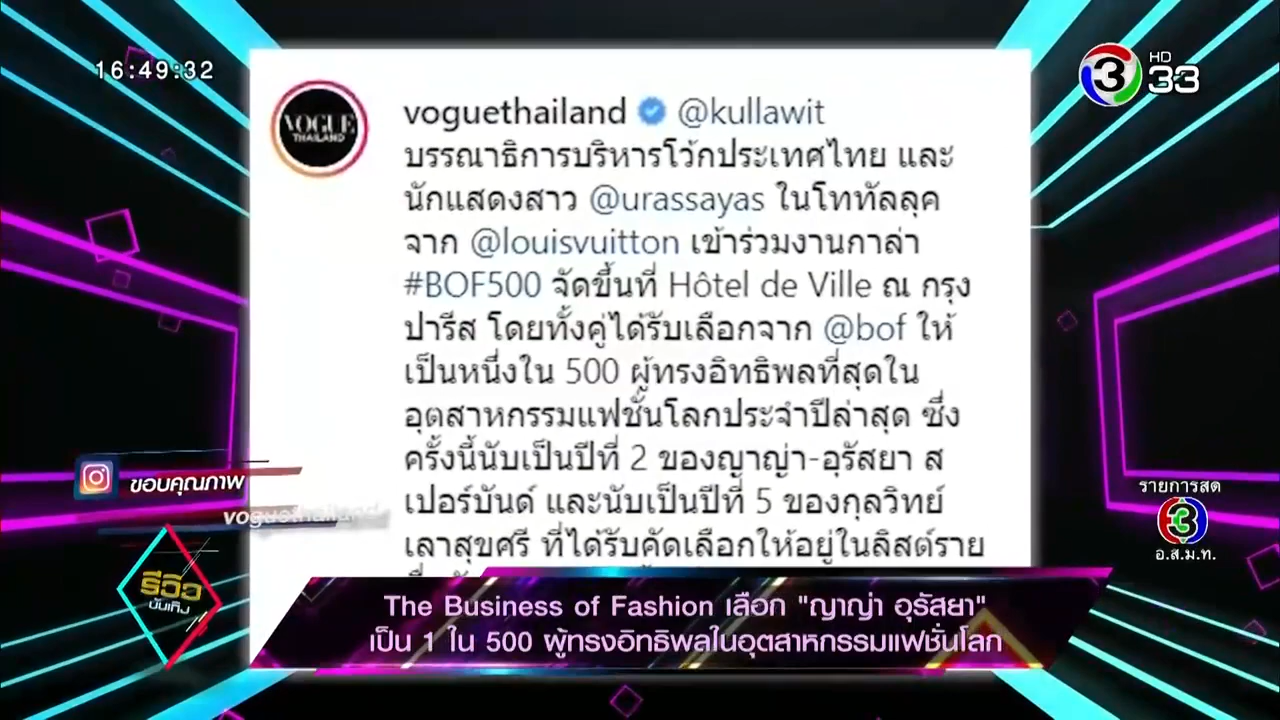 16:49:32
3 HD 33
VOGUE
THAILAND
voguethailand @kullawit
บรรณาธิการบริหารโว้กประเทศไทย และ
นักแสดงสาว @urassayas ในโททัลลุค
จาก @louisvuitton เข้าร่วมงานกาล่า
#BOF500 จัดขึ้นที่ Hôtel de Ville ณ กรุง
ปารีส โดยทั้งคู่ได้รับเลือกจาก @bof ให้
เป็นหนึ่งใน 500 ผู้ทรงอิทธิพลที่สุดใน
อุตสาหกรรมแฟชั่นโลกประจำปีล่าสุด ซึ่ง
ครั้งนี้นับเป็นปีที่ 2 ของญาญ่า-อุรัสยา ส
เปอร์บันด์ และนับเป็นปีที่ 5 ของกุลวิทย์
เลาสุขศรี ที่ได้รับคัดเลือกให้อยู่ในลิสต์ราย
ขอบคุณภาพ
voguethailand
รายการสด
3
อ.ส.ม.ท.
รีวิว
บันเทิง
The Business of Fashion เลือก "ญาญ่า อุรัสยา"
เป็น 1 ใน 500 ผู้ทรงอิทธิพลในอุตสาหกรรมแฟชั่นโลก